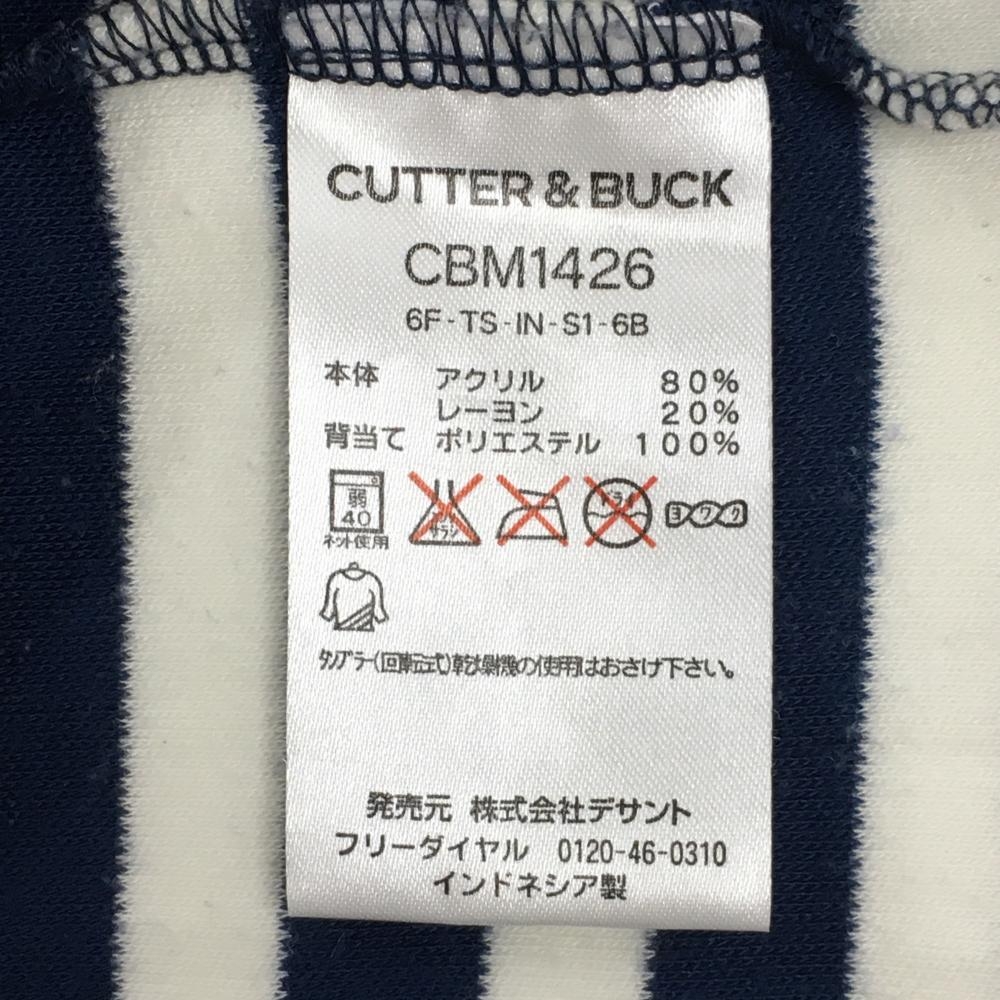 CUTTER & BUCK
CBM1426
6F-TS-IN-S1-6B
本体 アクリル 80%
レーヨン 20%
背当て ポリエステル 100%
弱
40
ネット使用
サラシ
ドライ
ヨワク
タンブラー(回転式)乾燥機の使用はおさけ下さい。
発売元 株式会社デサント
フリーダイヤル 0120-46-0310
インドネシア製